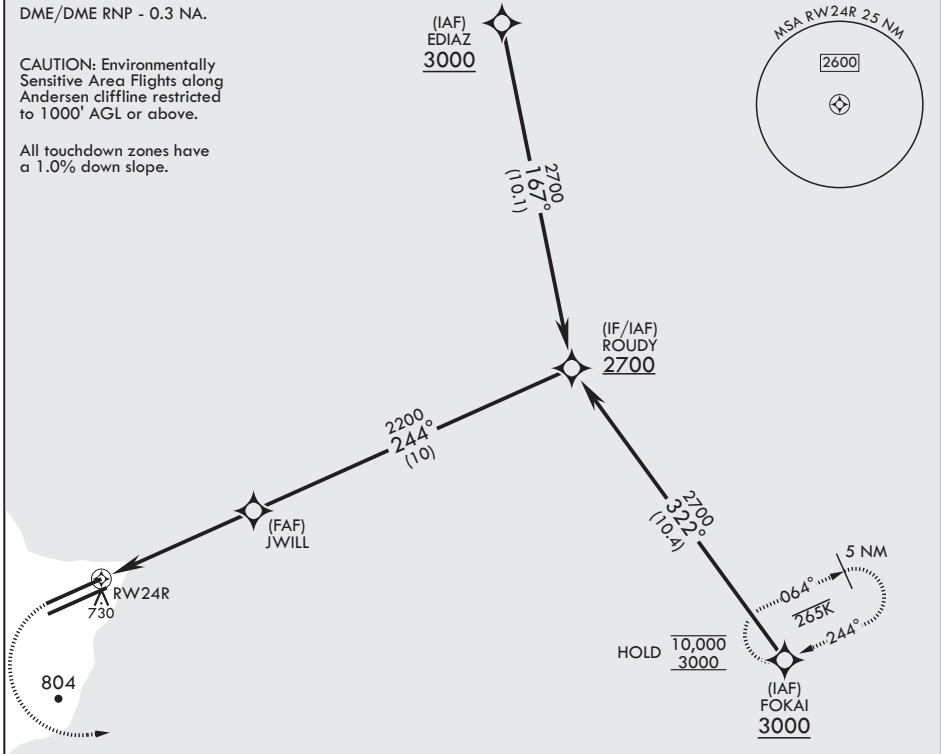 DME/DME RNP - 0.3 NA.
CAUTION: Environmentally
Sensitive Area Flights along
Andersen cliffline restricted
to 1000' AGL or above.
All touchdown zones have
a 1.0% down slope.
(IAF)
EDIAZ
3000
MSA RW24R 25 NM
2600
2700
167°
(10.1)
(IF/IAF)
ROUDY
2700
2200
244°
(10)
(FAF)
JWILL
2700
322°
(10.4)
RW24R
730
804
5 NM
064°
265K
244°
HOLD 10,000
3000
(IAF)
FOKAI
3000